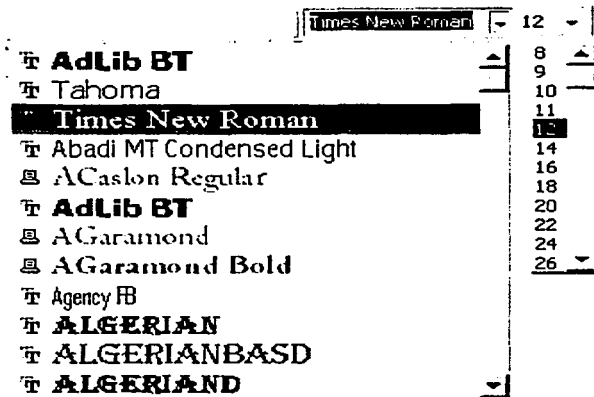 Times New Roman 12
AdLib BT
Tahoma
Times New Roman
Abadi MT Condensed Light
ACaslon Regular
AdLib BT
AGaramond
AGaramond Bold
Agency FB
ALGERIAN
ALGERIANBASD
ALGERIAND
8
9
10
11
12
14
16
18
20
22
24
26